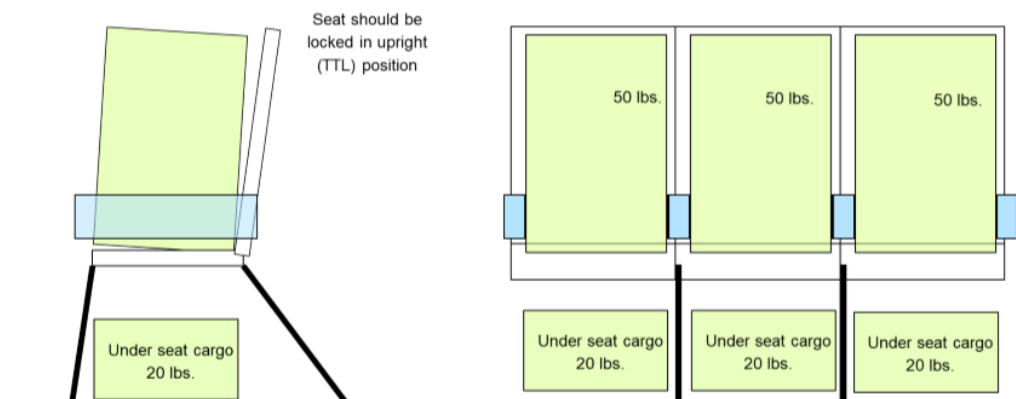 Seat should be
locked in upright
(TTL) position
50 lbs.
50 lbs.
50 lbs.
Under seat cargo
20 lbs.
Under seat cargo
20 lbs.
Under seat cargo
20 lbs.
Under seat cargo
20 lbs.